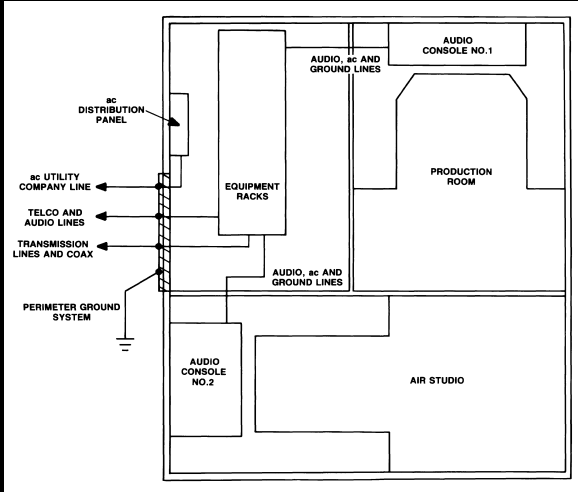 AUDIO
CONSOLE NO.1
AUDIO, ac AND
GROUND LINES
ac
DISTRIBUTION
PANEL
ac UTILITY
COMPANY LINE
EQUIPMENT
RACKS
PRODUCTION
ROOM
TELCO AND
AUDIO LINES
TRANSMISSION
LINES AND COAX
AUDIO, ac AND
GROUND LINES
PERIMETER GROUND
SYSTEM
AUDIO
CONSOLE
NO.2
AIR STUDIO